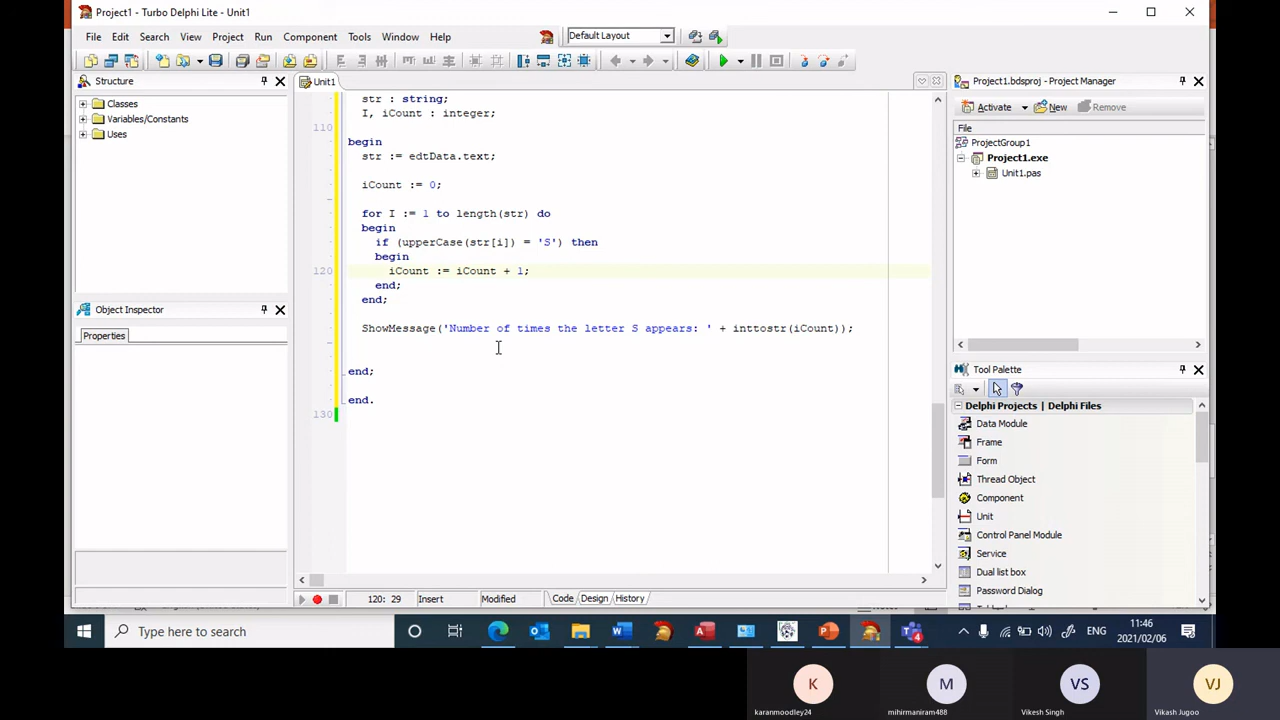 Project1 - Turbo Delphi Lite - Unit1
File Edit Search View Project Run Component Tools Window Help
Default Layout
Structure
Classes
Variables/Constants
Uses
Object Inspector
Properties
Unit1
str : string;
I, iCount : integer;
110
begin
str := edtData.text;
iCount := 0;
for I := 1 to length(str) do
begin
if (upperCase(str[i]) = 'S') then
begin
120
iCount := iCount + 1;
end;
end;
ShowMessage('Number of times the letter S appears: ' + inttostr(iCount));
end;
end.
130
120: 29 Insert Modified Code Design History
Project1.bdsproj - Project Manager
Activate New Remove
File
ProjectGroup1
Project1.exe
Unit1.pas
Tool Palette
Delphi Projects | Delphi Files
Data Module
Frame
Form
Thread Object
Component
Unit
Control Panel Module
Service
Dual list box
Password Dialog
Type here to search
ENG
11:46
2021/02/06
K
karanmoodley24
M
mihirmaniram488
VS
Vikesh Singh
VJ
Vikash Jugoo